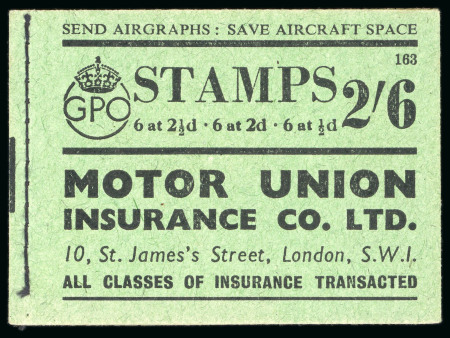 SEND AIRGRAPHS : SAVE AIRCRAFT SPACE
163
GPO STAMPS 2/6
6 at 2½d · 6 at 2d · 6 at ½d
MOTOR UNION
INSURANCE CO. LTD.
10, St. James's Street, London, S.W.1.
ALL CLASSES OF INSURANCE TRANSACTED